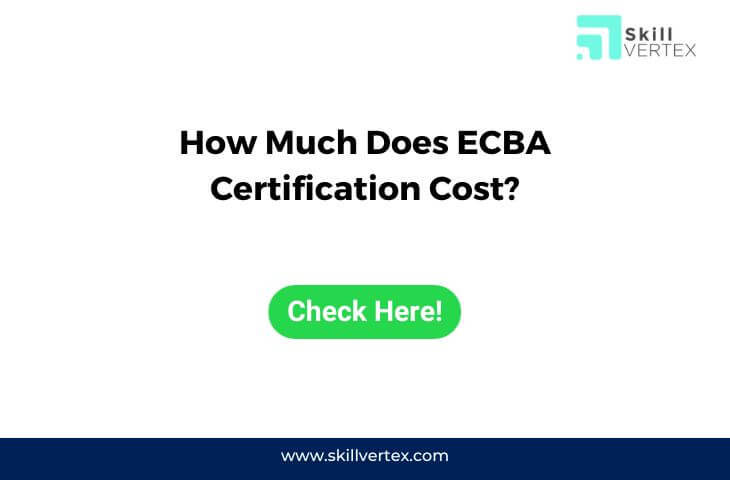 Skill
VERTEX
How Much Does ECBA
Certification Cost?
Check Here!
www.skillvertex.com